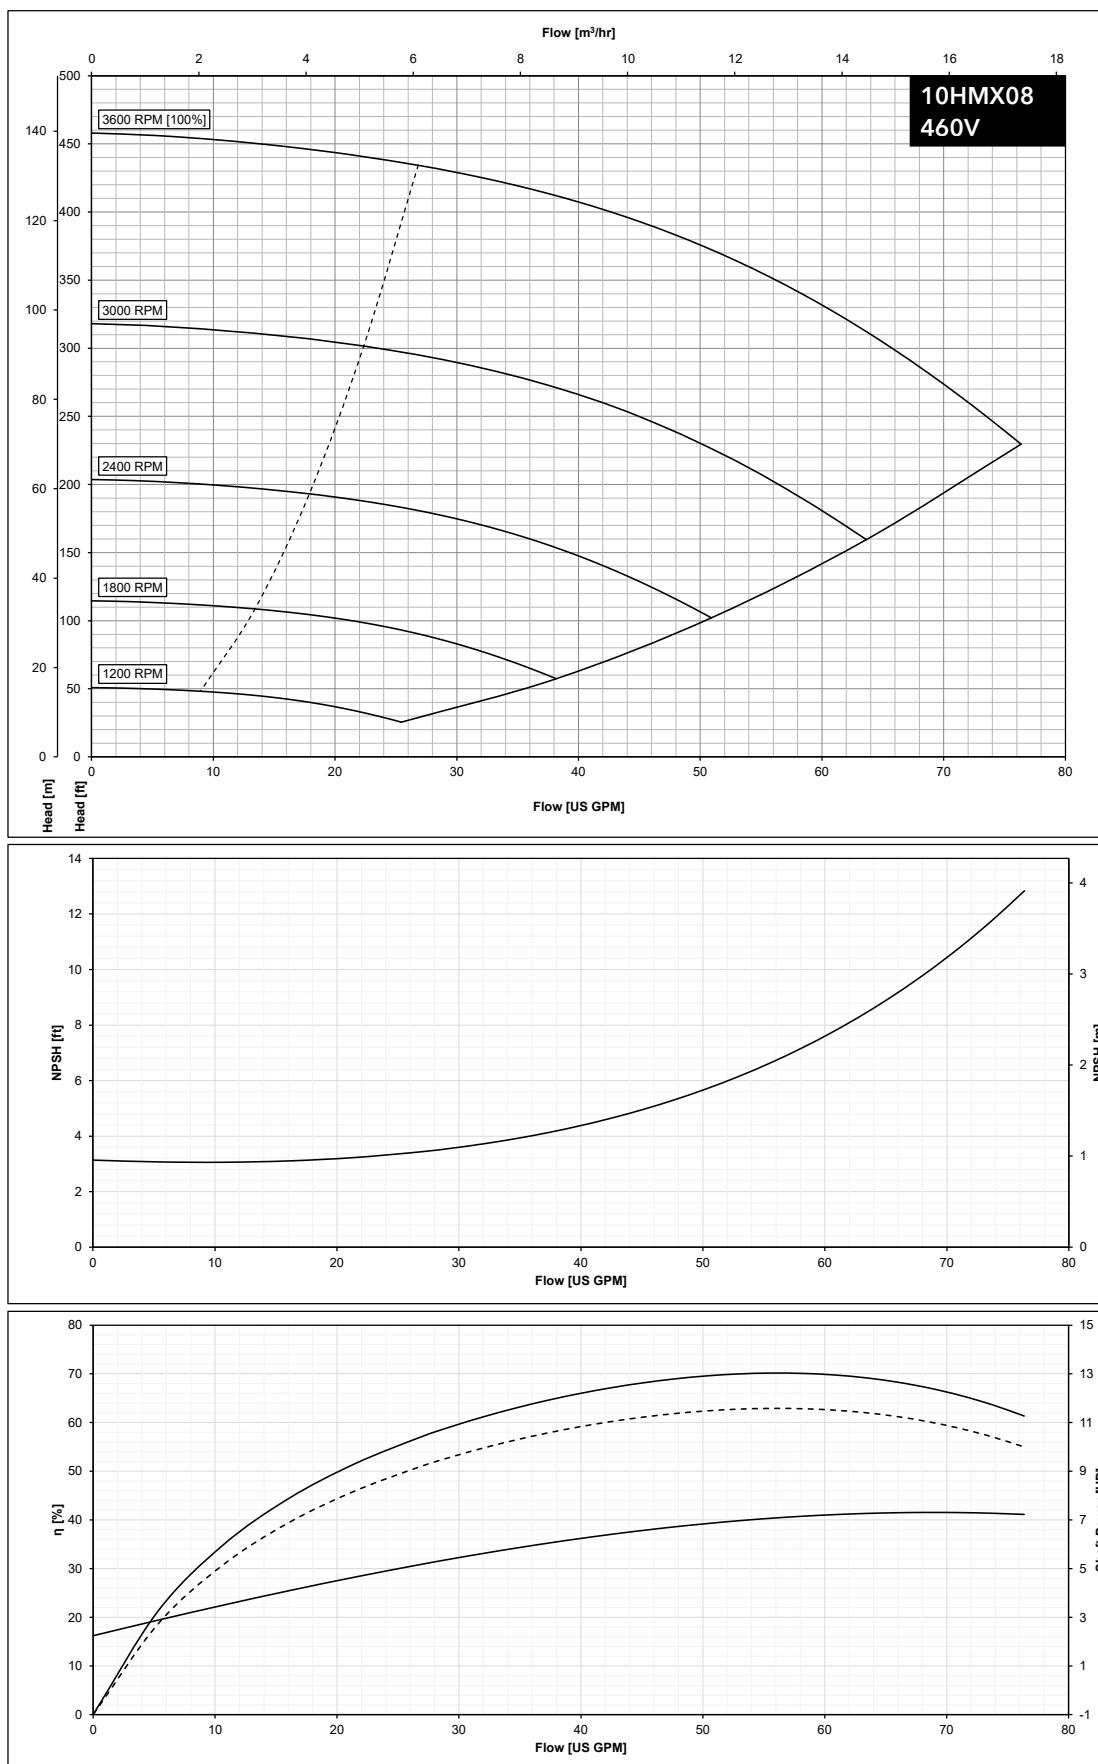 Flow [m³/hr]
0 2 4 6 8 10 12 14 16 18
10HMX08
460V
500
450
400
350
300
250
200
150
100
50
0
140
120
100
80
60
40
20
0
3600 RPM [100%]
3000 RPM
2400 RPM
1800 RPM
1200 RPM
0 10 20 30 40 50 60 70 80
Head [m]
Head [ft]
Flow [US GPM]
14
12
10
8
6
4
2
0
NPSH [ft]
4
3
2
1
0
NPSH [m]
0 10 20 30 40 50 60 70 80
Flow [US GPM]
80
70
60
50
40
30
20
10
0
η [%]
15
13
11
9
7
5
3
1
-1
0 10 20 30 40 50 60 70 80
Flow [US GPM]